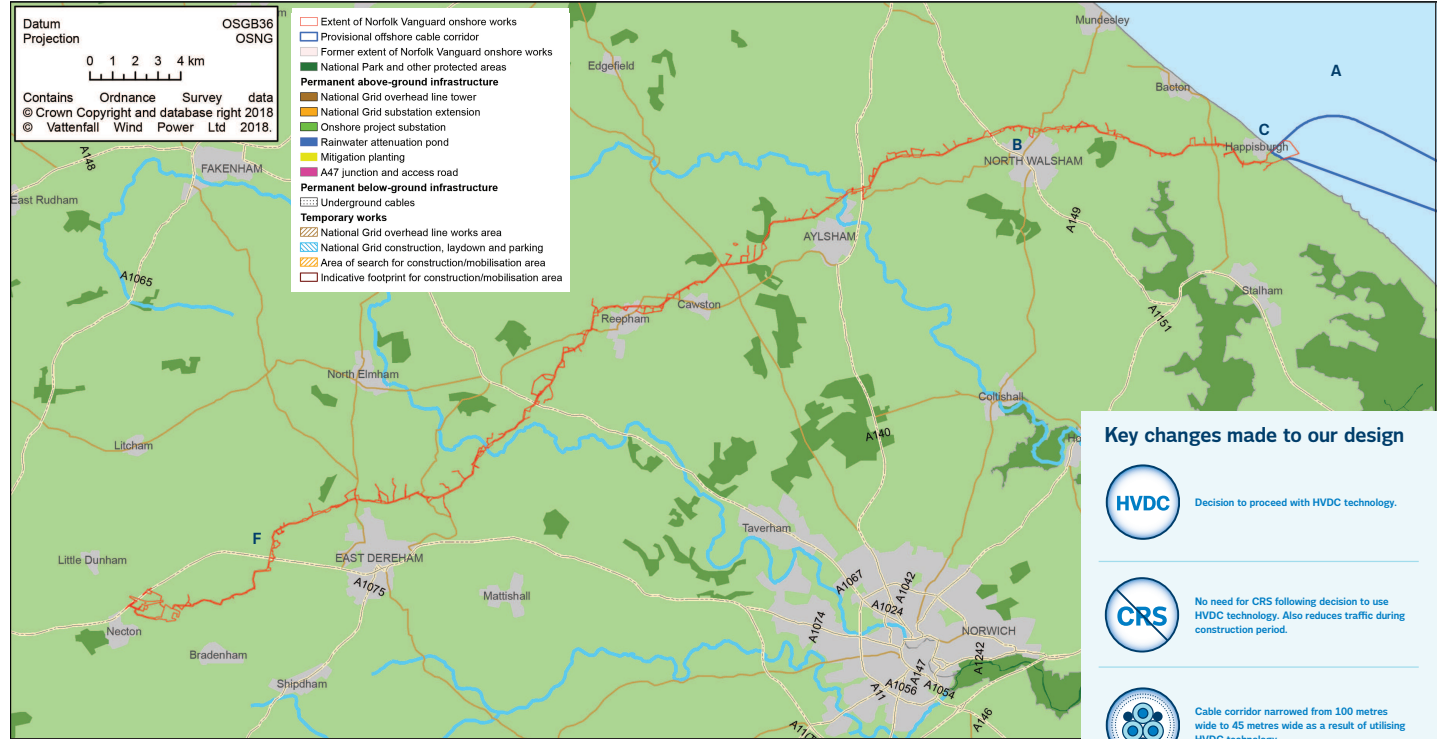 Datum OSGB36
Projection OSNG
0 1 2 3 4 km
Contains Ordnance Survey data
© Crown Copyright and database right 2018
© Vattenfall Wind Power Ltd 2018.
Extent of Norfolk Vanguard onshore works
Provisional offshore cable corridor
Former extent of Norfolk Vanguard onshore works
National Park and other protected areas
Permanent above-ground infrastructure
National Grid overhead line tower
National Grid substation extension
Onshore project substation
Rainwater attenuation pond
Mitigation planting
A47 junction and access road
Permanent below-ground infrastructure
Underground cables
Temporary works
National Grid overhead line works area
National Grid construction, laydown and parking
Area of search for construction/mobilisation area
Indicative footprint for construction/mobilisation area
Mundesley
Edgefield
A
Bacton
C
Happisburgh
B
NORTH WALSHAM
A148
FAKENHAM
East Rudham
A149
AYLSHAM
A1065
Stalham
Cawston
Reepham
A1151
North Elmham
Coltishall
Ho
A140
Litcham
Taverham
F
Little Dunham
EAST DEREHAM
A1075
Mattishall
A1067
A1042
A1024
A1074
NORWICH
Necton
Bradenham
A1242
A147
Shipdham
A11
A1056
A1054
A146
A11(T
Key changes made to our design
HVDC
Decision to proceed with HVDC technology.
CRS
No need for CRS following decision to use
HVDC technology. Also reduces traffic during
construction period.
Cable corridor narrowed from 100 metres
wide to 45 metres wide as a result of utilising
HVDC technology